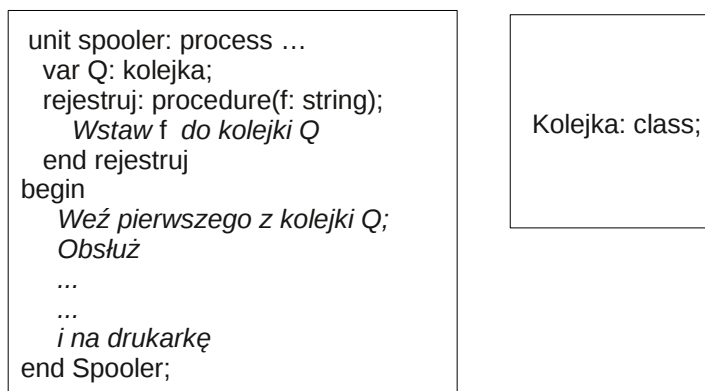 unit spooler: process …
var Q: kolejka;
rejestruj: procedure(f: string);
Wstaw f do kolejki Q
end rejestruj
begin
Weź pierwszego z kolejki Q;
Obsłuż
...
...
i na drukarkę
end Spooler;
Kolejka: class;